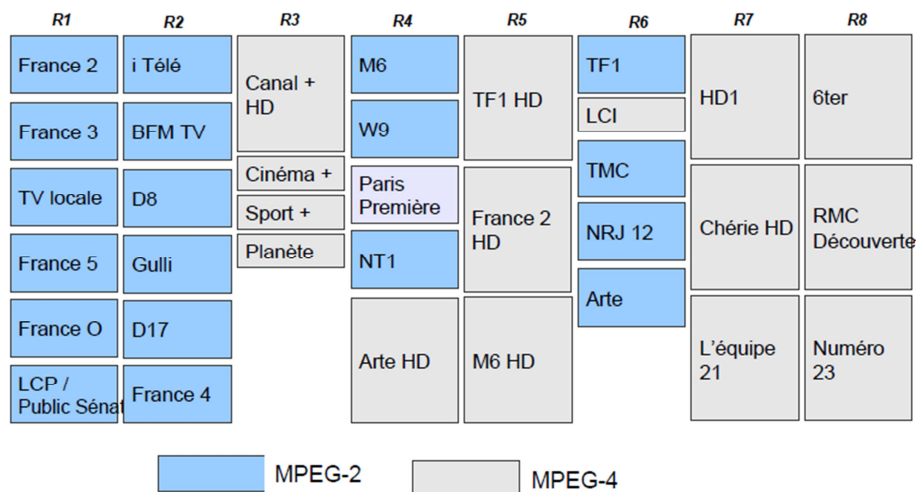 R1
R2
R3
R4
R5
R6
R7
R8
France 2
France 3
TV locale
France 5
France O
LCP /
Public Sénat
i Télé
BFM TV
D8
Gulli
D17
France 4
Canal +
HD
Cinéma +
Sport +
Planète
M6
W9
Paris
Première
NT1
Arte HD
TF1 HD
France 2
HD
M6 HD
TF1
LCI
TMC
NRJ 12
Arte
HD1
Chérie HD
L'équipe
21
6ter
RMC
Découverte
Numéro
23
MPEG-2
MPEG-4